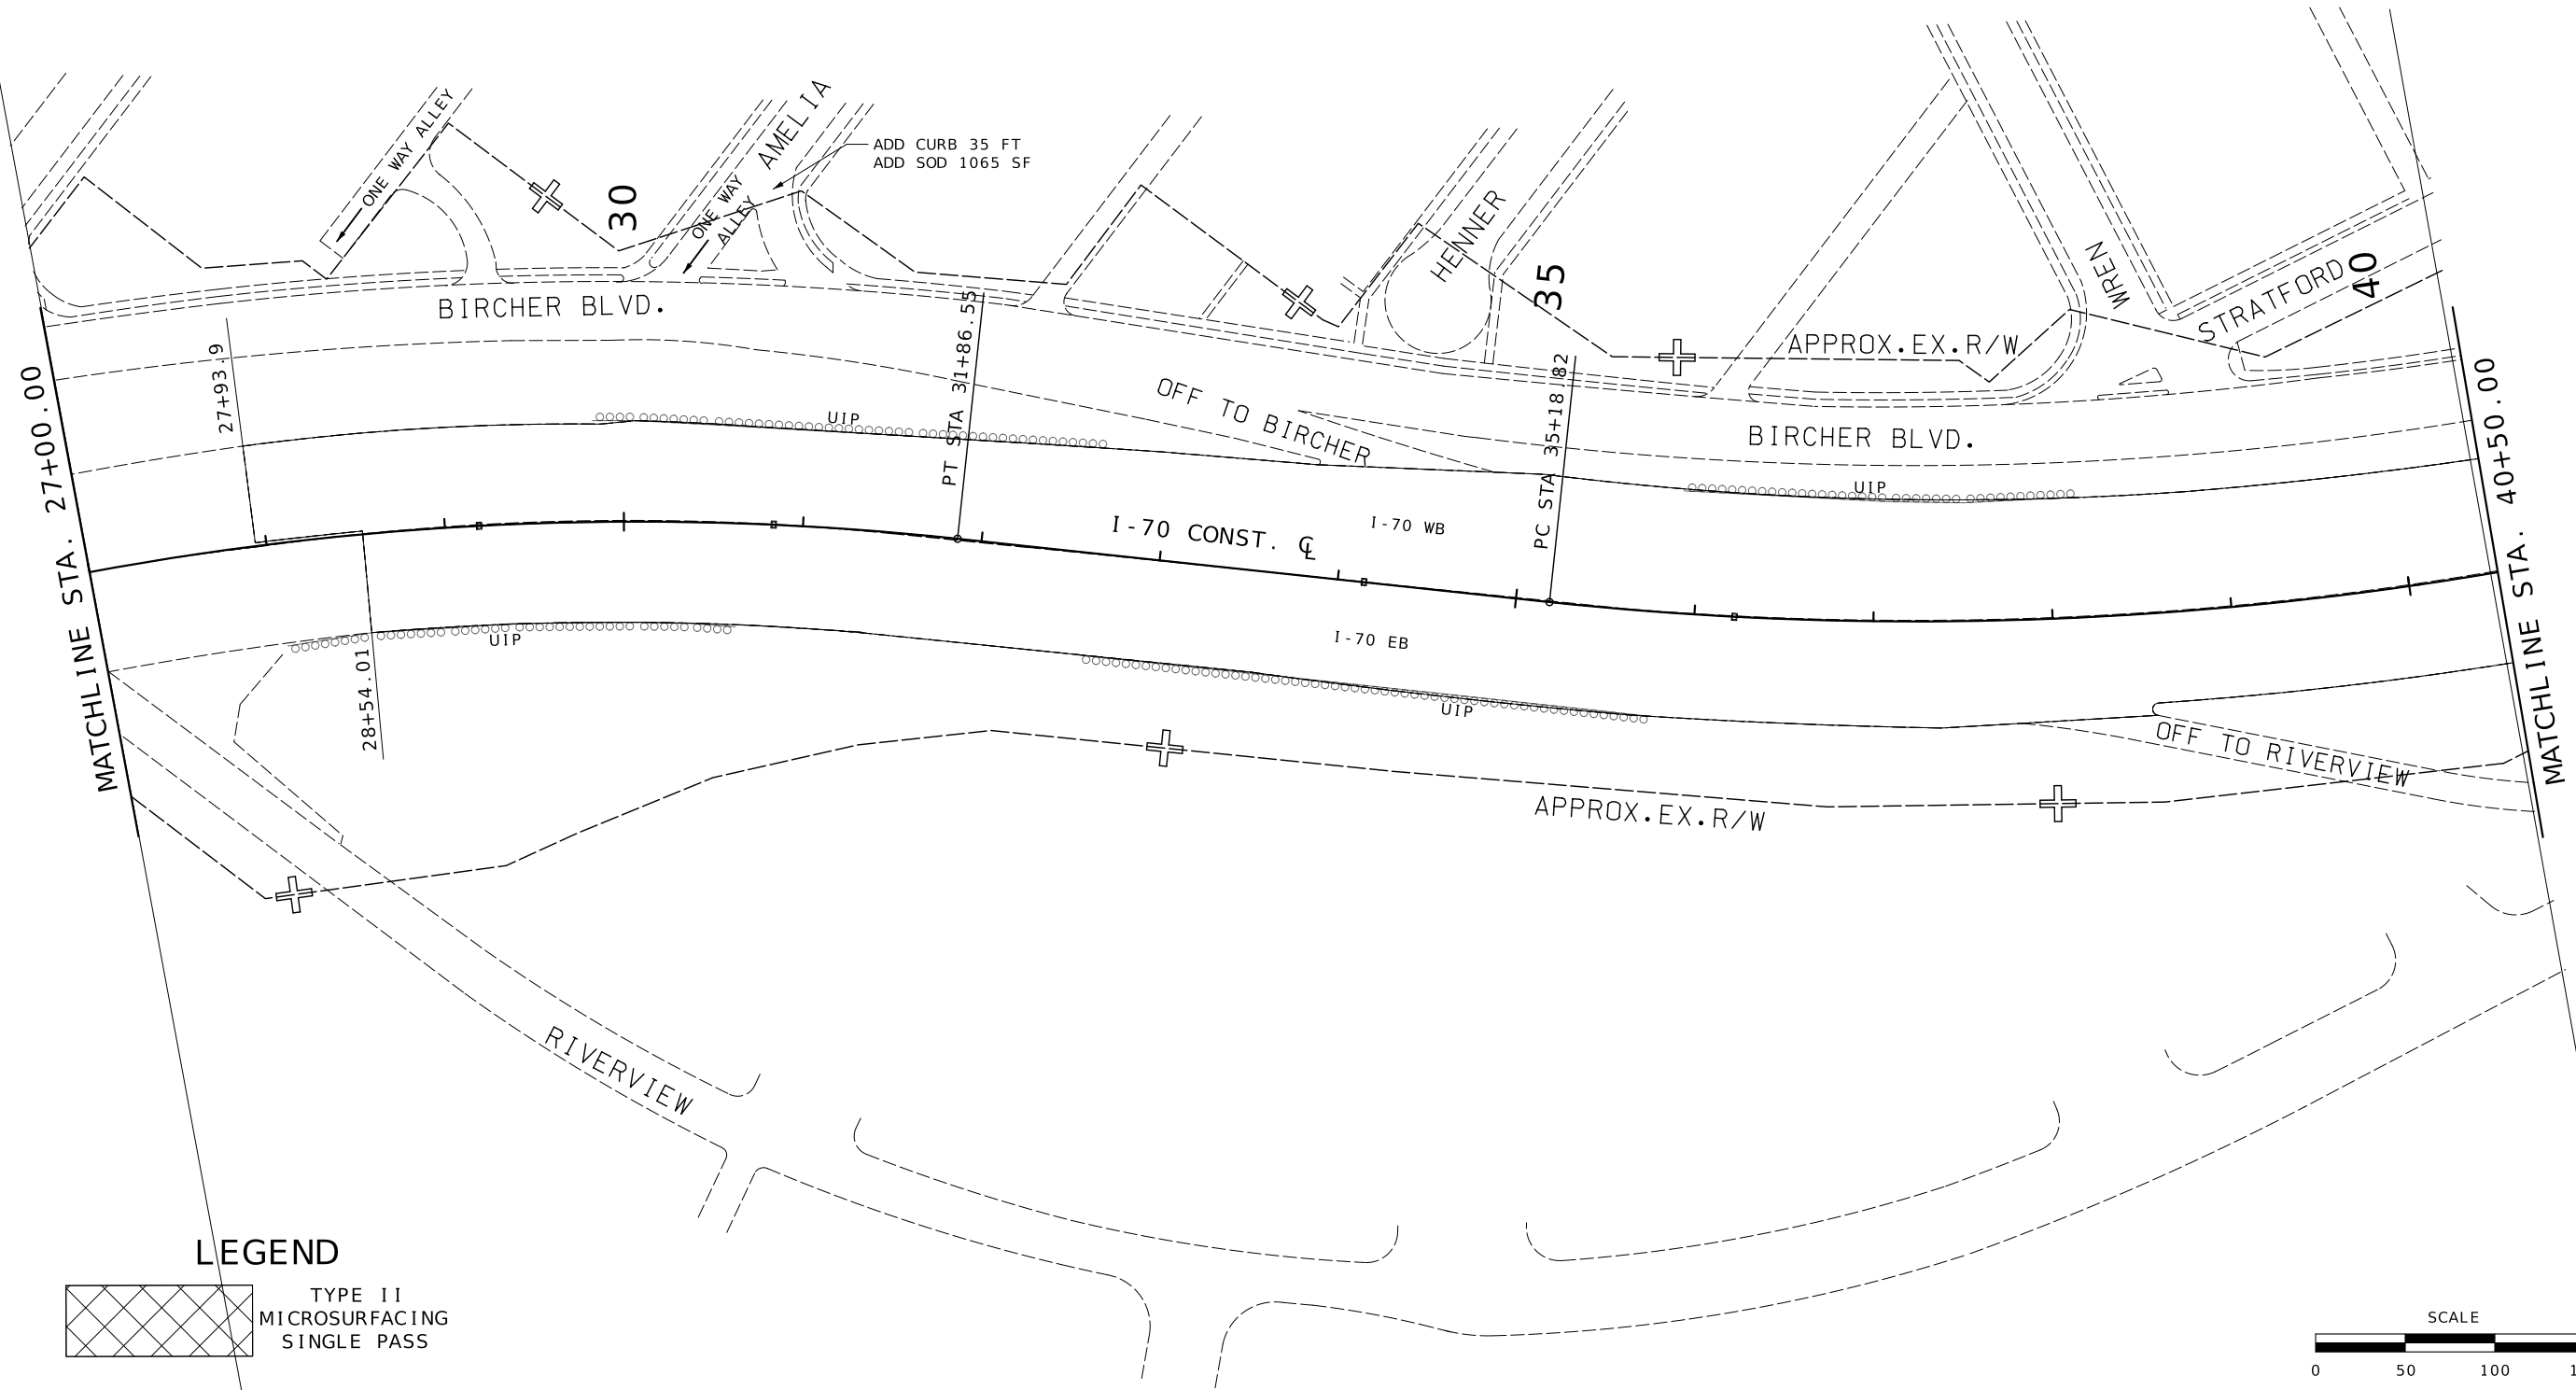 ONE WAY ALLEY
30
AMELIA
ONE WAY
ALLEY
ADD CURB 35 FT
ADD SOD 1065 SF
HENNER
35
WREN
STRATFORD
40
BIRCHER BLVD.
APPROX.EX.R/W
MATCHLINE STA. 27+00.00
27+93.9
UIP
PT STA 31+86.55
OFF TO BIRCHER
PC STA 35+18.82
BIRCHER BLVD.
UIP
MATCHLINE STA. 40+50.00
I-70 CONST. ℄
I-70 WB
UIP
28+54.01
I-70 EB
UIP
OFF TO RIVERVIEW
APPROX.EX.R/W
RIVERVIEW
LEGEND
TYPE II
MICROSURFACING
SINGLE PASS
SCALE
0 50 100